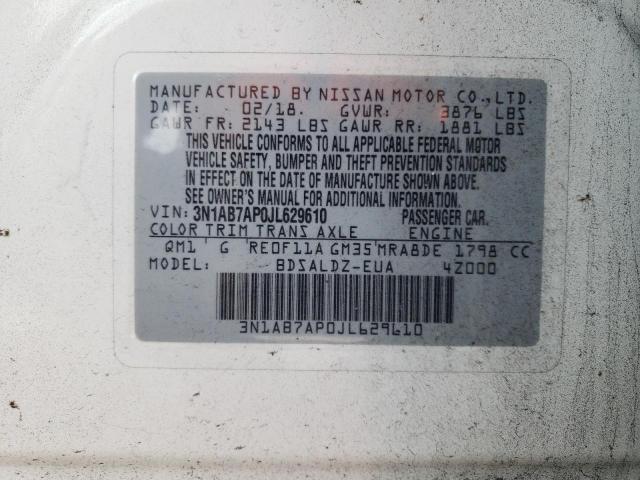 MANUFACTURED BY NISSAN MOTOR CO.,LTD.
DATE: 02/18. GVWR: 3876 LBS
GAWR FR: 2143 LBS GAWR RR: 1881 LBS
THIS VEHICLE CONFORMS TO ALL APPLICABLE FEDERAL MOTOR
VEHICLE SAFETY, BUMPER AND THEFT PREVENTION STANDARDS
IN EFFECT ON THE DATE OF MANUFACTURE SHOWN ABOVE.
SEE OWNER'S MANUAL FOR ADDITIONAL INFORMATION.
VIN: 3N1AB7AP0JL629610 PASSENGER CAR.
COLOR TRIM TRANS AXLE ENGINE
QM1 G RE0F11A GM35 MRA8DE 1798 CC
MODEL: BDSALDZ-EUA 4Z000
3N1AB7AP0JL629610